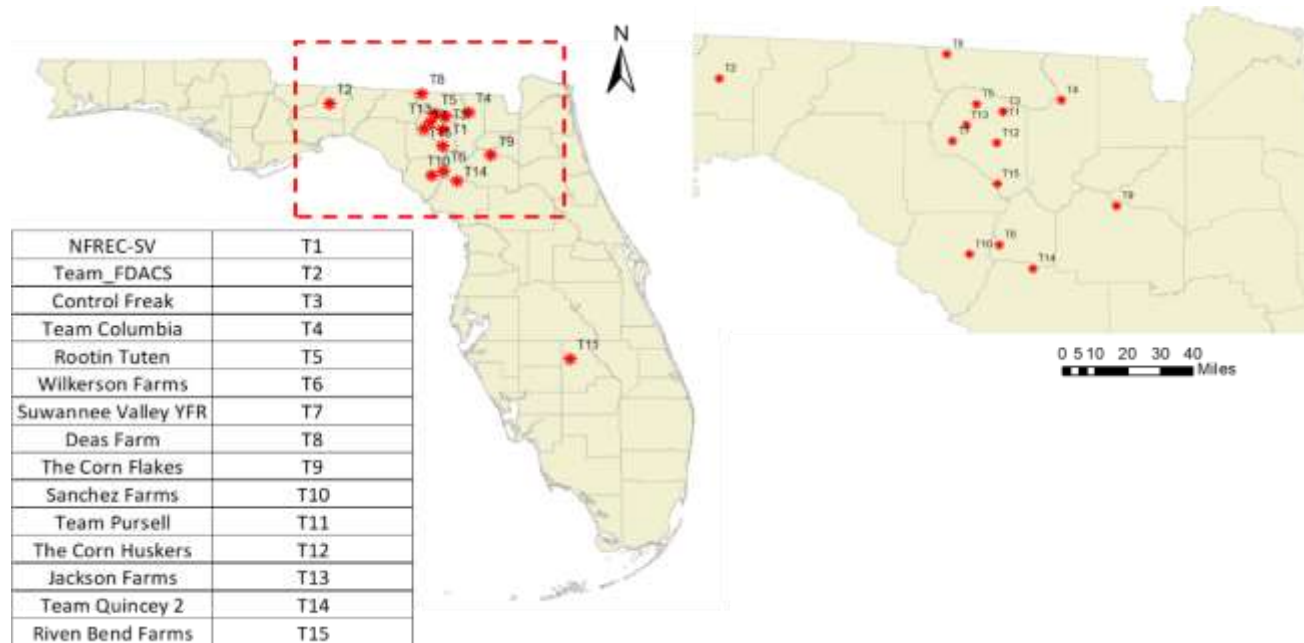 N
T2
T8
T13
T5
T4
T1
T9
T6
T10
T14
T11
NFREC-SV T1
Team_FDACS T2
Control Freak T3
Team Columbia T4
Rootin Tuten T5
Wilkerson Farms T6
Suwannee Valley YFR T7
Deas Farm T8
The Corn Flakes T9
Sanchez Farms T10
Team Pursell T11
The Corn Huskers T12
Jackson Farms T13
Team Quincey 2 T14
Riven Bend Farms T15
T8
T2
T5
T3
T4
T1
T13
T7
T12
T15
T9
T6
T10
T14
0 5 10 20 30 40
Miles